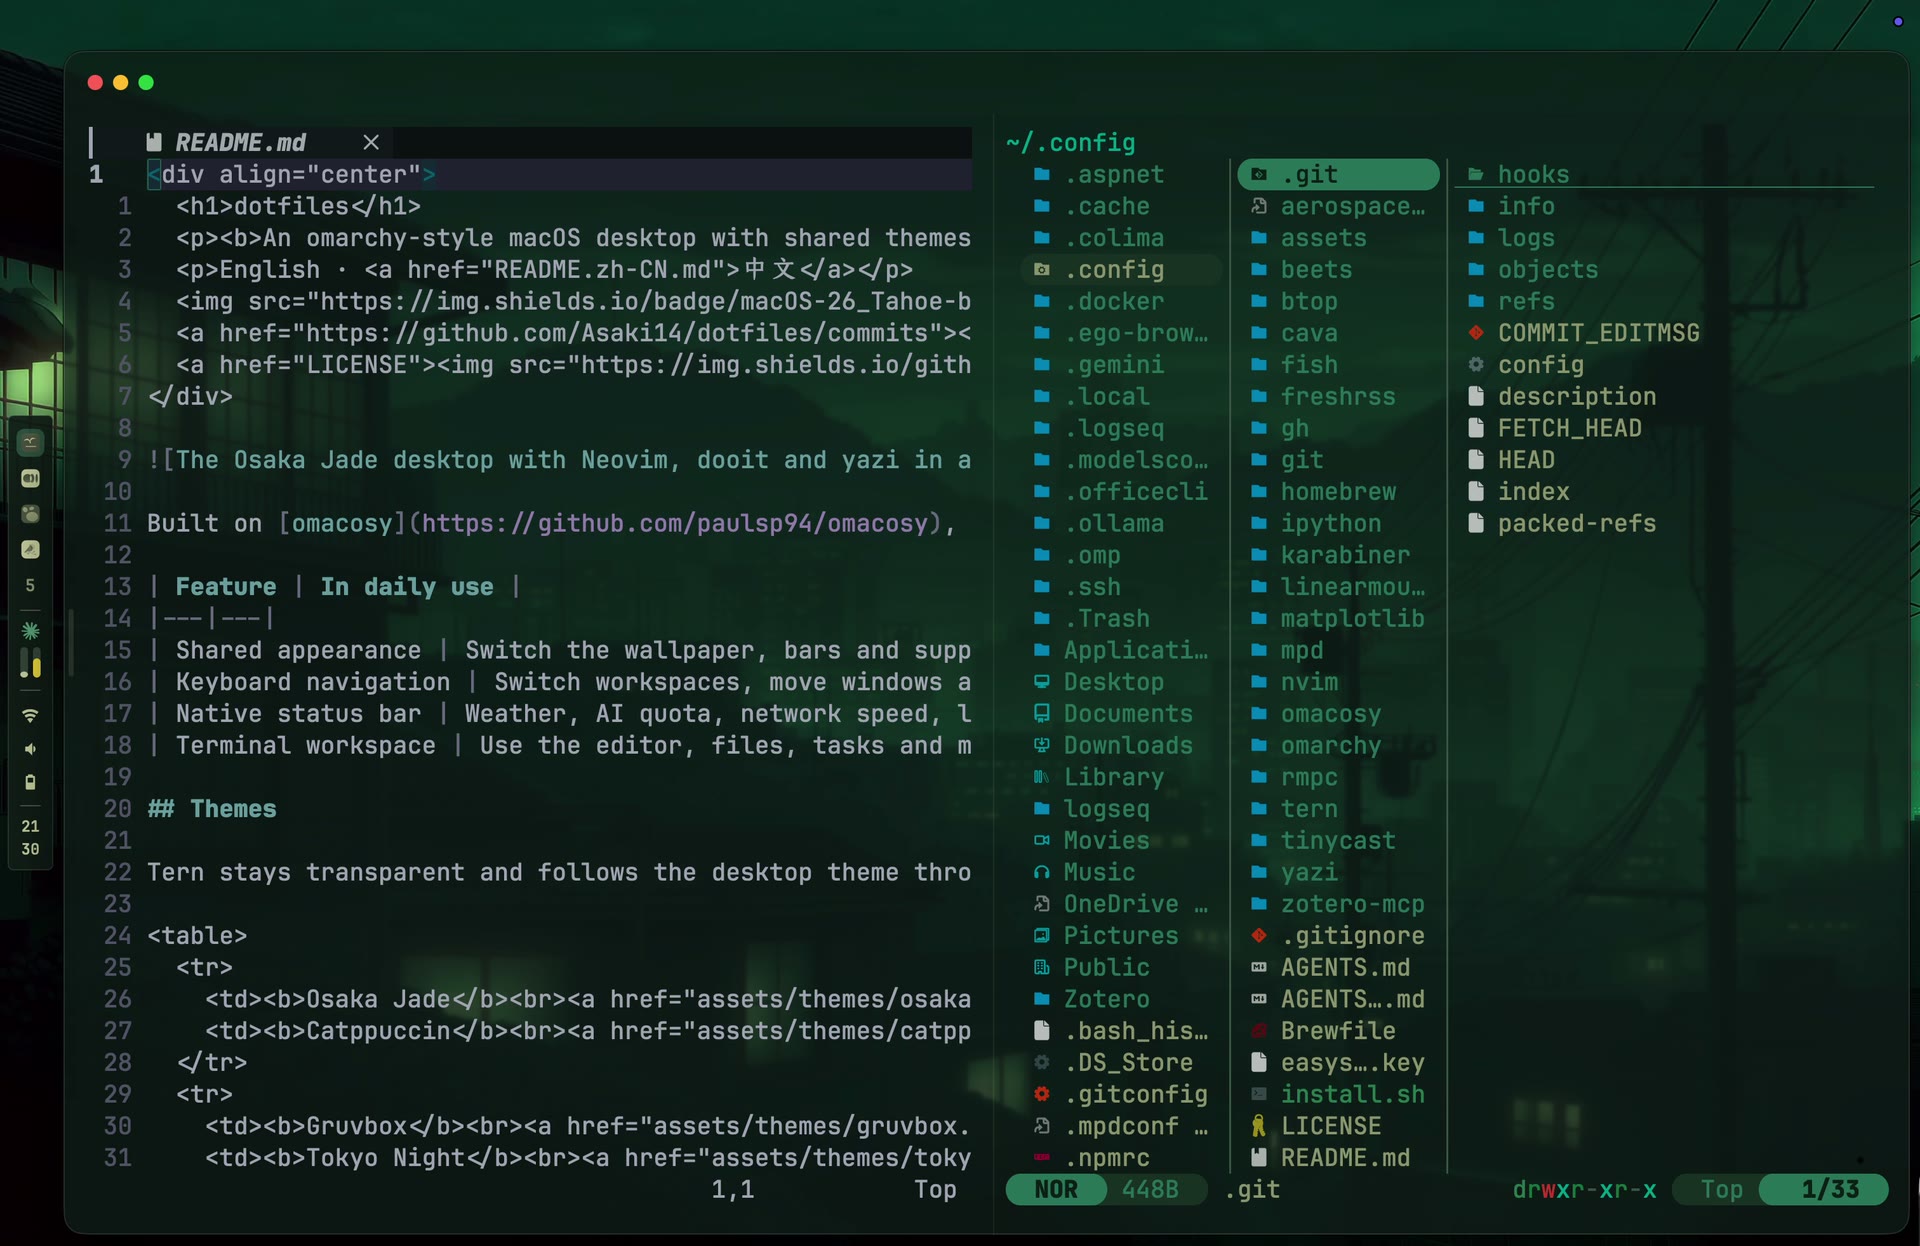 README.md
1 <div align="center">
1 <h1>dotfiles</h1>
2 <p><b>An omarchy-style macOS desktop with shared themes
3 <p>English · <a href="README.zh-CN.md">中文</a></p>
4 <img src="https://img.shields.io/badge/macOS-26_Tahoe-b
5 <a href="https://github.com/Asaki14/dotfiles/commits"><
6 <a href="LICENSE"><img src="https://img.shields.io/gith
7 </div>
8
9 ![The Osaka Jade desktop with Neovim, dooit and yazi in a
10
11 Built on [omacosy](https://github.com/paulsp94/omacosy),
12
13 | Feature | In daily use |
14 |---|---|
15 | Shared appearance | Switch the wallpaper, bars and supp
16 | Keyboard navigation | Switch workspaces, move windows a
17 | Native status bar | Weather, AI quota, network speed, l
18 | Terminal workspace | Use the editor, files, tasks and m
19
20 ## Themes
21
22 Tern stays transparent and follows the desktop theme thro
23
24 <table>
25 <tr>
26 <td><b>Osaka Jade</b><br><a href="assets/themes/osaka
27 <td><b>Catppuccin</b><br><a href="assets/themes/catpp
28 </tr>
29 <tr>
30 <td><b>Gruvbox</b><br><a href="assets/themes/gruvbox.
31 <td><b>Tokyo Night</b><br><a href="assets/themes/toky
1,1 Top
~/.config
.aspnet
.cache
.colima
.config
.docker
.ego-brow…
.gemini
.local
.logseq
.modelsco…
.officecli
.ollama
.omp
.ssh
.Trash
Applicati…
Desktop
Documents
Downloads
Library
logseq
Movies
Music
OneDrive …
Pictures
Public
Zotero
.bash_his…
.DS_Store
.gitconfig
.mpdconf …
.npmrc
.git
aerospace…
assets
beets
btop
cava
fish
freshrss
gh
git
homebrew
ipython
karabiner
linearmou…
matplotlib
mpd
nvim
omacosy
omarchy
rmpc
tern
tinycast
yazi
zotero-mcp
.gitignore
AGENTS.md
AGENTS….md
Brewfile
easys….key
install.sh
LICENSE
README.md
hooks
info
logs
objects
refs
COMMIT_EDITMSG
config
description
FETCH_HEAD
HEAD
index
packed-refs
NOR 448B .git drwxr-xr-x Top 1/33
5
21
30